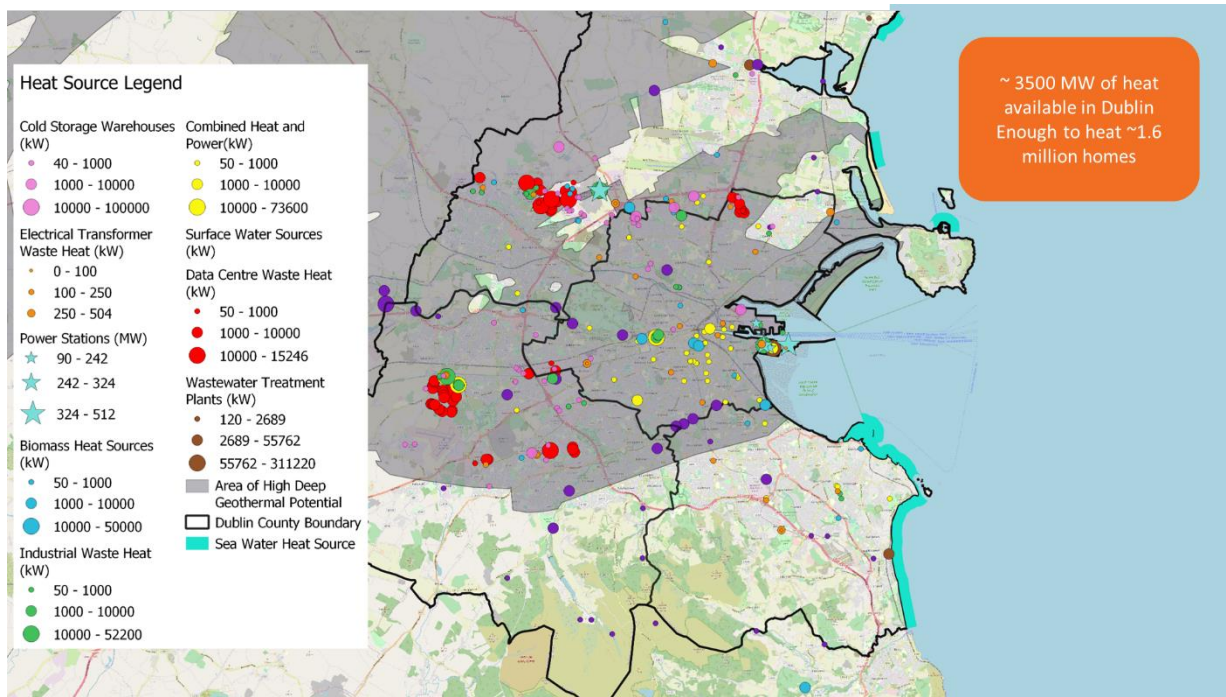 Heat Source Legend
Cold Storage Warehouses
(kW)
40 - 1000
1000 - 10000
10000 - 100000
Electrical Transformer
Waste Heat (kW)
0 - 100
100 - 250
250 - 504
Power Stations (MW)
90 - 242
242 - 324
324 - 512
Biomass Heat Sources
(kW)
50 - 1000
1000 - 10000
10000 - 50000
Industrial Waste Heat
(kW)
50 - 1000
1000 - 10000
10000 - 52200
Combined Heat and
Power(kW)
50 - 1000
1000 - 10000
10000 - 73600
Surface Water Sources
(kW)
Data Centre Waste Heat
(kW)
50 - 1000
1000 - 10000
10000 - 15246
Wastewater Treatment
Plants (kW)
120 - 2689
2689 - 55762
55762 - 311220
Area of High Deep
Geothermal Potential
Dublin County Boundary
Sea Water Heat Source
~ 3500 MW of heat
available in Dublin
Enough to heat ~1.6
million homes